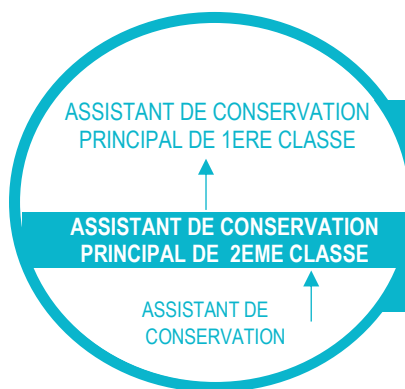 ASSISTANT DE CONSERVATION
PRINCIPAL DE 1ERE CLASSE
ASSISTANT DE CONSERVATION
PRINCIPAL DE 2EME CLASSE
ASSISTANT DE
CONSERVATION